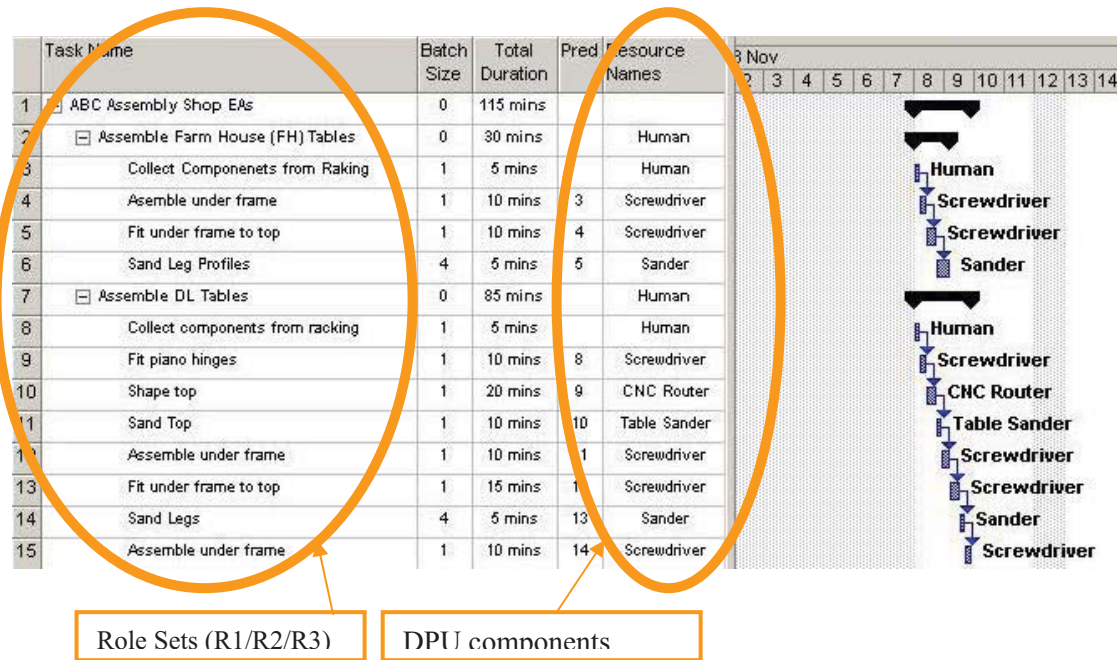 Task Name Batch Size Total Duration Pred Resource Names 3 Nov
2 3 4 5 6 7 8 9 10 11 12 13 14
1 ABC Assembly Shop EAs 0 115 mins
2 Assemble Farm House (FH) Tables 0 30 mins Human
3 Collect Componenets from Raking 1 5 mins Human Human
4 Asemble under frame 1 10 mins 3 Screwdriver Screwdriver
5 Fit under frame to top 1 10 mins 4 Screwdriver Screwdriver
6 Sand Leg Profiles 4 5 mins 5 Sander Sander
7 Assemble DL Tables 0 85 mins Human
8 Collect components from racking 1 5 mins Human Human
9 Fit piano hinges 1 10 mins 8 Screwdriver Screwdriver
10 Shape top 1 20 mins 9 CNC Router CNC Router
11 Sand Top 1 10 mins 10 Table Sander Table Sander
Assemble under frame 1 10 mins Screwdriver Screwdriver
13 Fit under frame to top 1 15 mins Screwdriver Screwdriver
14 Sand Legs 4 5 mins 13 Sander Sander
15 Assemble under frame 1 10 mins 14 Screwdriver Screwdriver
Role Sets (R1/R2/R3)
DPU components